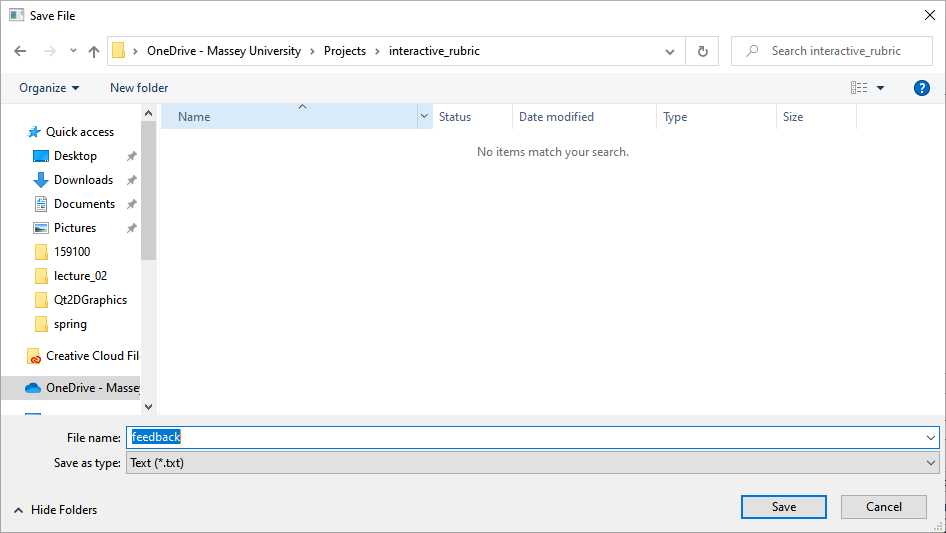 Save File
OneDrive - Massey University > Projects > interactive_rubric
Search interactive_rubric
Organize New folder ?
Name Status Date modified Type Size
No items match your search.
Quick access
Desktop
Downloads
Documents
Pictures
159100
lecture_02
Qt2DGraphics
spring
Creative Cloud Fil
OneDrive - Massey
File name: feedback
Save as type: Text (*.txt)
Hide Folders Save Cancel